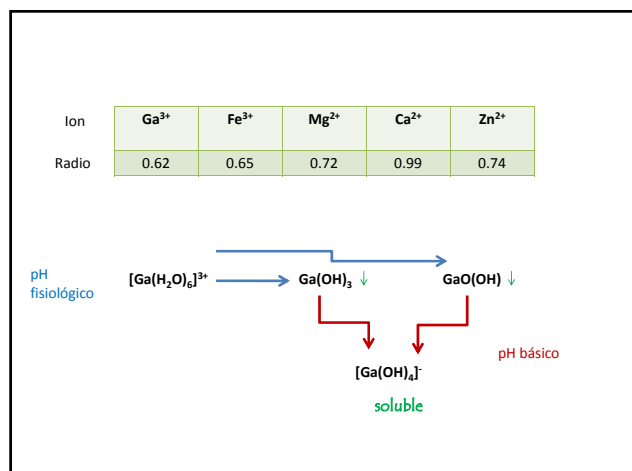 Ion Ga³⁺ Fe³⁺ Mg²⁺ Ca²⁺ Zn²⁺
Radio 0.62 0.65 0.72 0.99 0.74
pH
fisiológico
[Ga(H₂O)₆]³⁺ Ga(OH)₃ ↓ GaO(OH) ↓
pH básico
[Ga(OH)₄]⁻
soluble